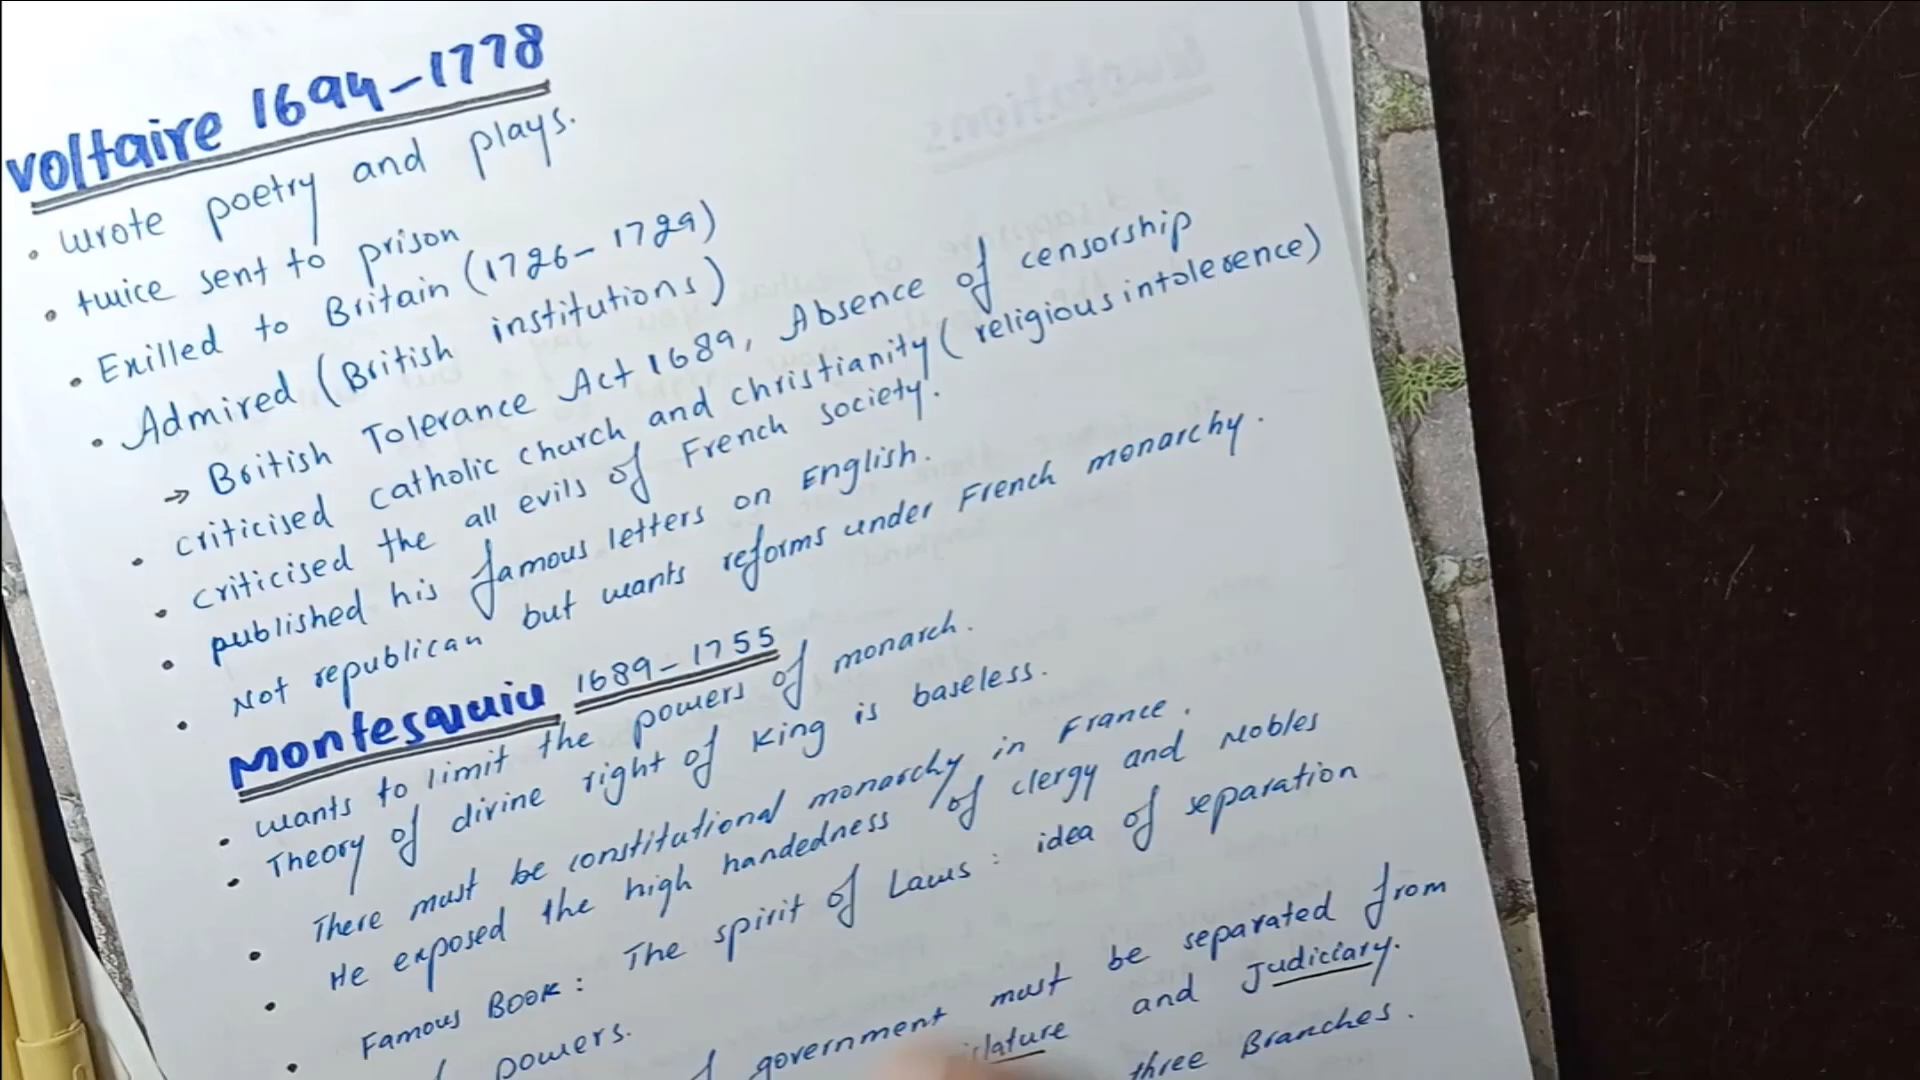 Voltaire 1694-1778
• wrote poetry and plays.
• twice sent to prison
• Exilled to Britain (1726-1729)
• Admired (British institutions)
→ British Tolerance Act 1689, Absence of censorship
• criticised catholic church and christianity (religious intolerence)
• criticised the all evils of French society.
• published his famous letters on English.
• Not republican but wants reforms under French monarchy.
Montesquiu 1689-1755
• wants to limit the powers of monarch.
• Theory of divine right of King is baseless.
• There must be constitutional monarchy in France.
• He exposed the high handedness of clergy and Nobles
• Famous Book: The spirit of Laws: idea of separation
powers.
government must be separated from
and Judiciary.
three Branches.